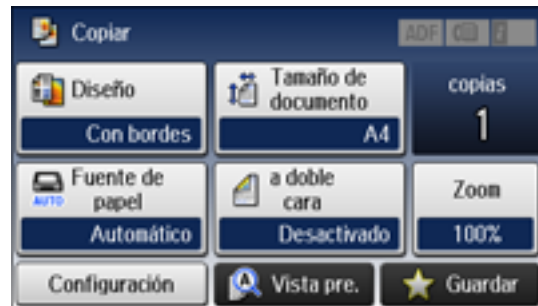 Copiar
ADF
Diseño
Con bordes
Tamaño de
documento
A4
copias
1
Fuente de
papel
AUTO
Automático
a doble
cara
Desactivado
Zoom
100%
Configuración
Vista pre.
Guardar